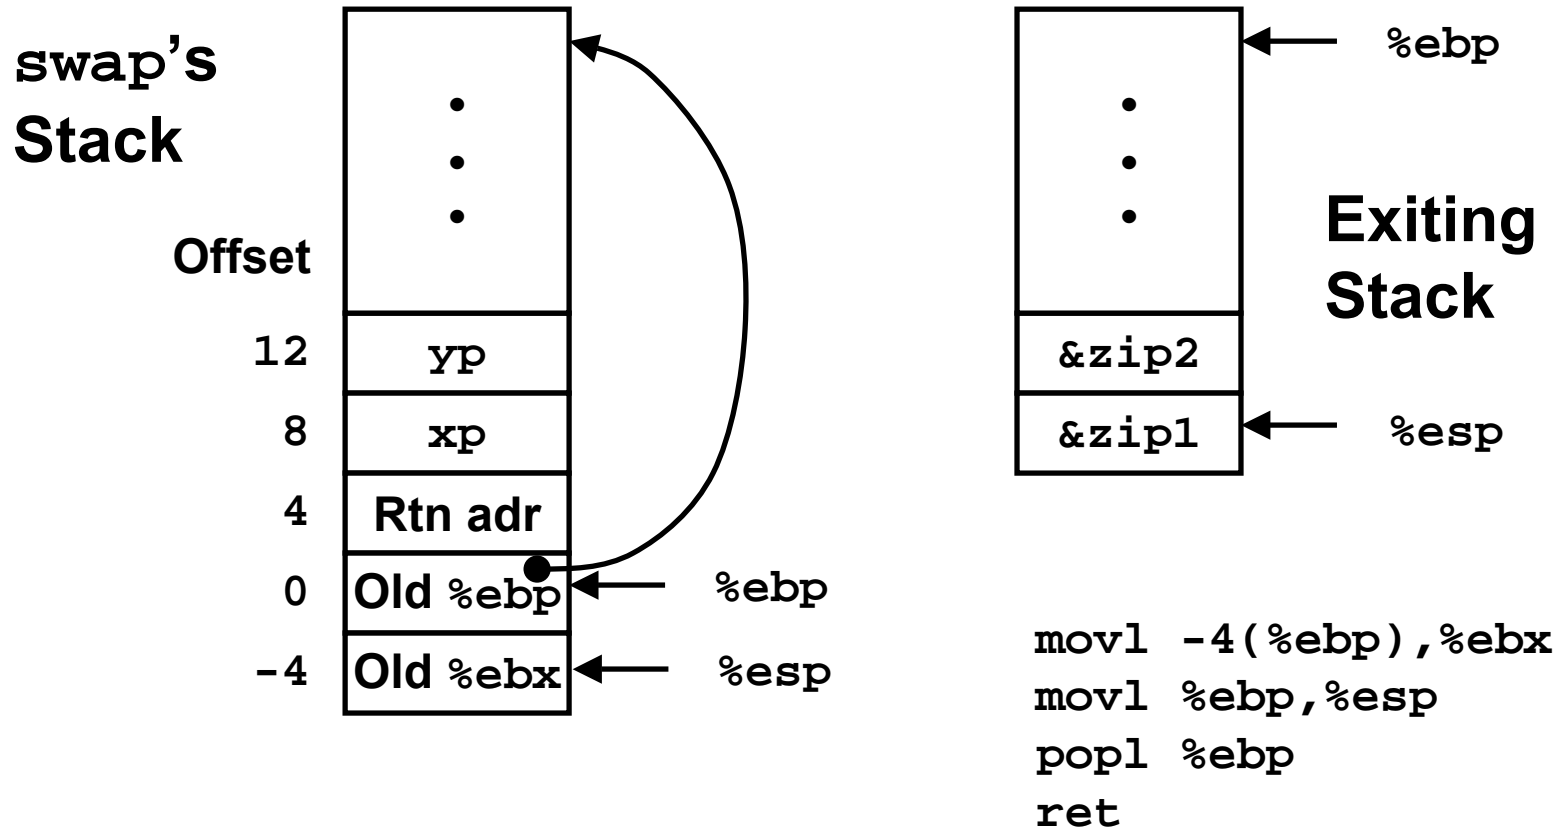 swap's
Stack
Offset
12 yp
8 xp
4 Rtn adr
0 Old %ebp %ebp
-4 Old %ebx %esp
%ebp
Exiting
Stack
&zip2
&zip1 %esp
movl -4(%ebp),%ebx
movl %ebp,%esp
popl %ebp
ret